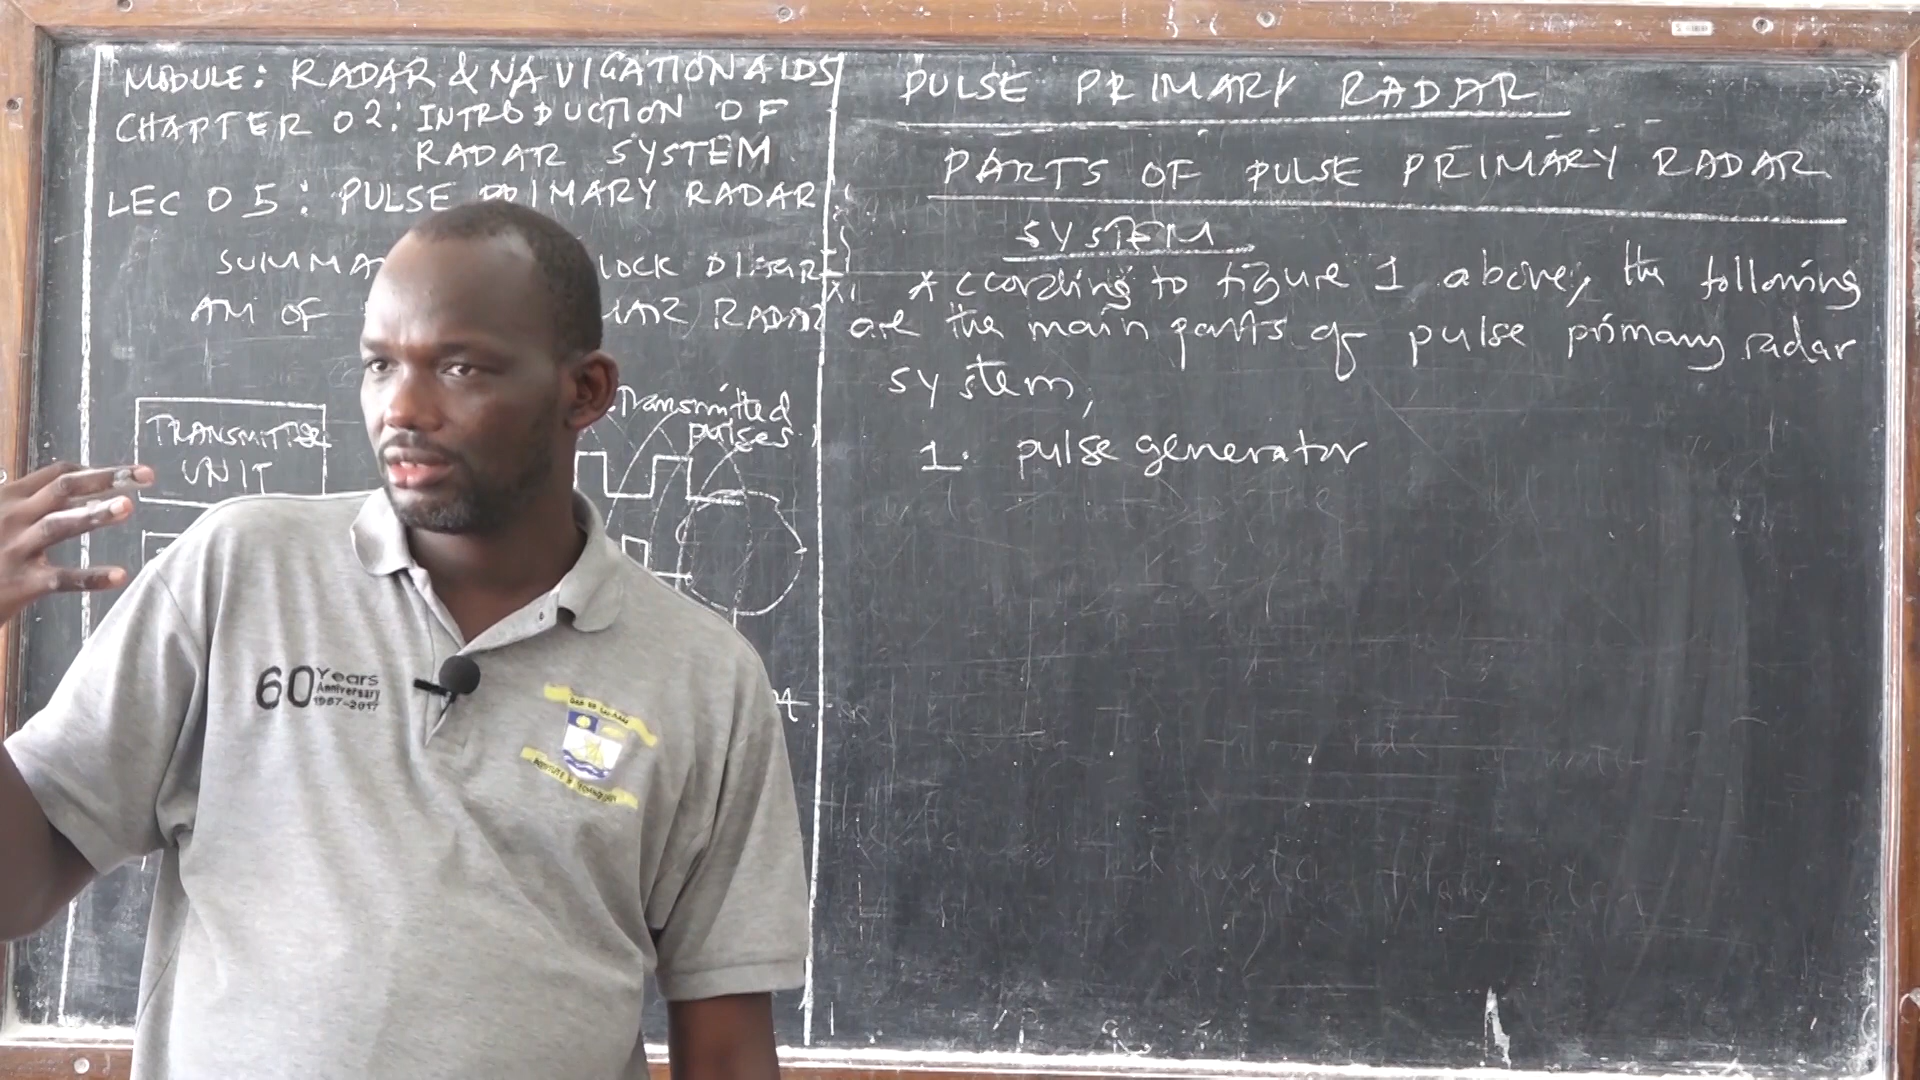 MODULE: RADAR & NAVIGATION AIDS
CHAPTER 02: INTRODUCTION OF
RADAR SYSTEM
LEC 05: PULSE PRIMARY RADAR
SUMMA LOCK DIAGR
AM OF RADAR
TRANSMITTER
UNIT
Transmitted
pulses
PULSE PRIMARY RADAR
PARTS OF PULSE PRIMARY RADAR
SYSTEM
According to figure 1 above, the following
are the main parts of pulse primary radar
system,
1. pulse generator
60 Years
Anniversary
1957-2017